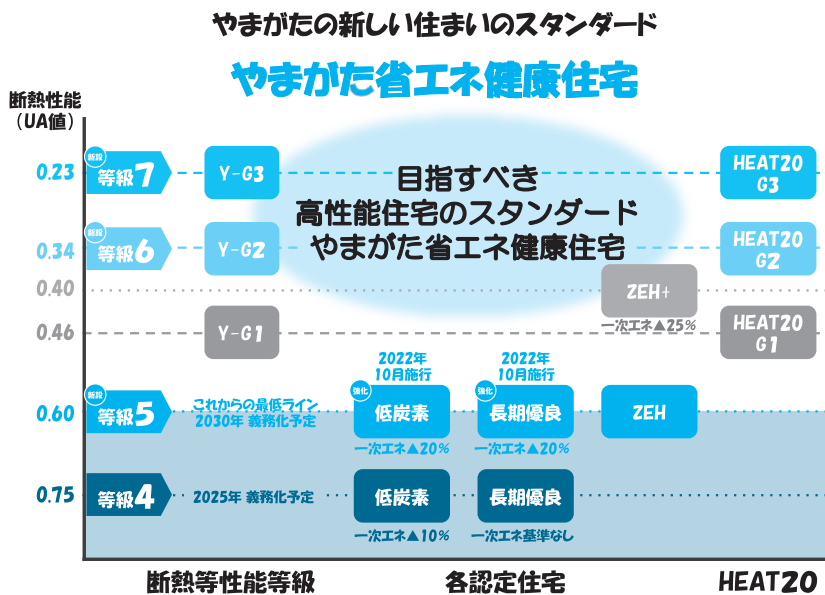 やまがたの新しい住まいのスタンダード
やまがた省エネ健康住宅
断熱性能
（UA値）
0.23
新設
等級7
Y-G3
目指すべき
高性能住宅のスタンダード
やまがた省エネ健康住宅
HEAT20
G3
0.34
新設
等級6
Y-G2
HEAT20
G2
0.40
ZEH+
一次エネ▲25%
0.46
Y-G1
HEAT20
G1
2022年
10月施行
2022年
10月施行
0.60
新設
等級5
これからの最低ライン
2030年 義務化予定
強化
低炭素
一次エネ▲20%
強化
長期優良
一次エネ▲20%
ZEH
0.75
等級4
2025年 義務化予定
低炭素
一次エネ▲10%
長期優良
一次エネ基準なし
断熱等性能等級
各認定住宅
HEAT20